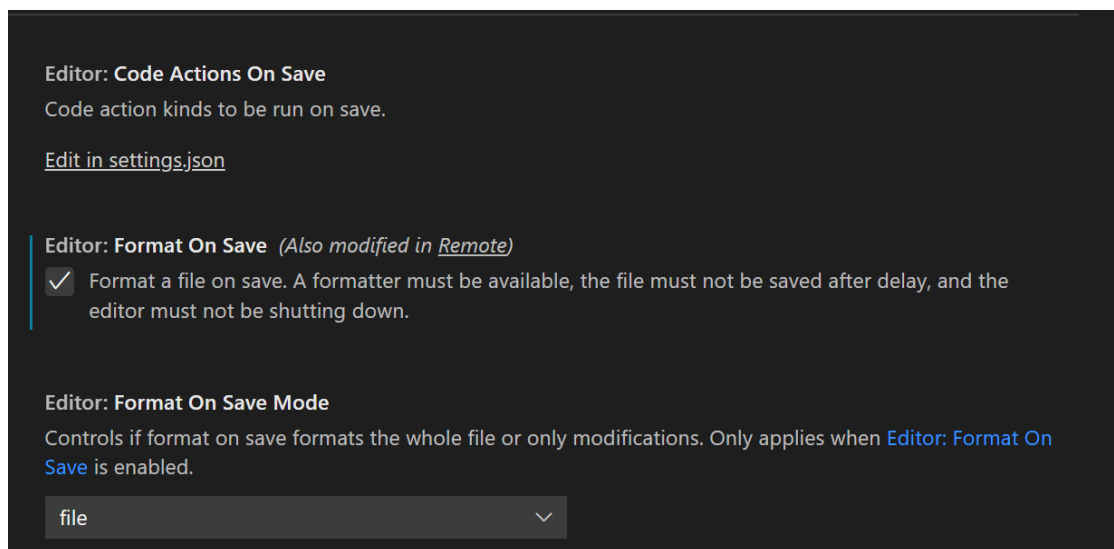 Editor: Code Actions On Save
Code action kinds to be run on save.
Edit in settings.json
Editor: Format On Save (Also modified in Remote)
Format a file on save. A formatter must be available, the file must not be saved after delay, and the
editor must not be shutting down.
Editor: Format On Save Mode
Controls if format on save formats the whole file or only modifications. Only applies when Editor: Format On
Save is enabled.
file